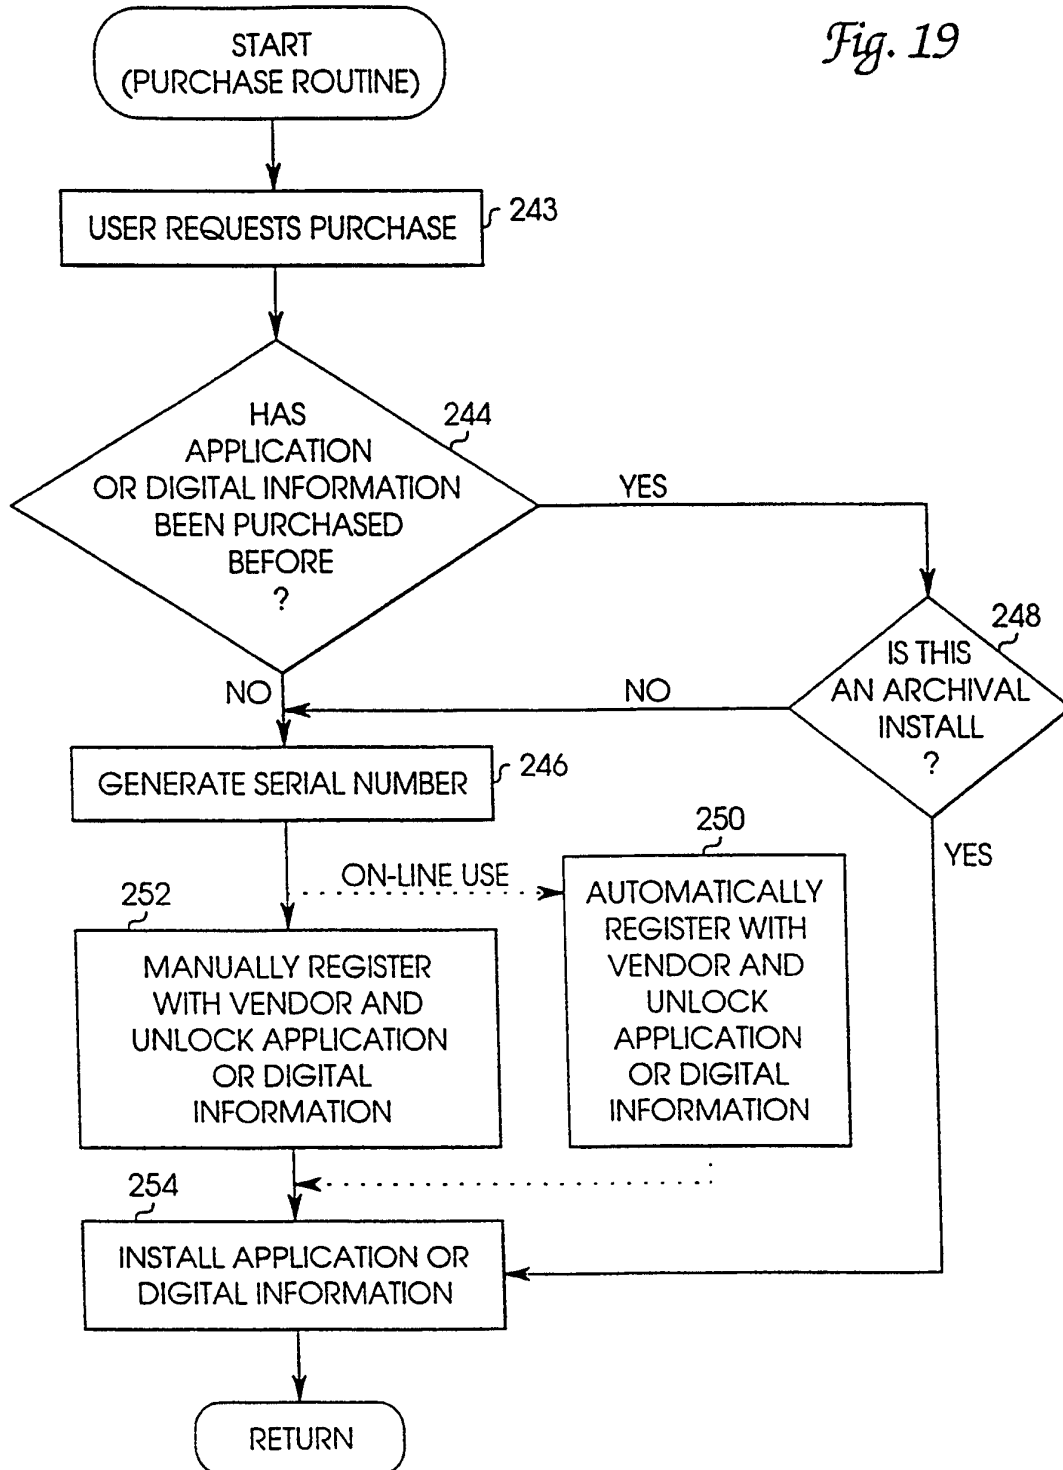 Fig. 19
START
(PURCHASE ROUTINE)
USER REQUESTS PURCHASE
243
HAS
APPLICATION
OR DIGITAL INFORMATION
BEEN PURCHASED
BEFORE
?
244
YES
IS THIS
AN ARCHIVAL
INSTALL
?
248
NO
NO
YES
GENERATE SERIAL NUMBER
246
ON-LINE USE
250
AUTOMATICALLY
REGISTER WITH
VENDOR AND
UNLOCK
APPLICATION
OR DIGITAL
INFORMATION
252
MANUALLY REGISTER
WITH VENDOR AND
UNLOCK APPLICATION
OR DIGITAL
INFORMATION
254
INSTALL APPLICATION OR
DIGITAL INFORMATION
RETURN